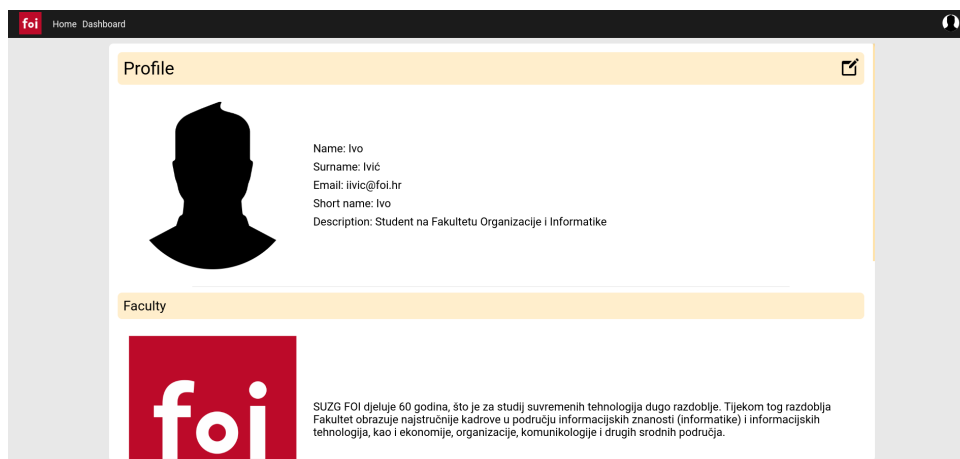 foi Home Dashboard
Profile
Name: Ivo
Surname: Ivić
Email: iivic@foi.hr
Short name: Ivo
Description: Student na Fakultetu Organizacije i Informatike
Faculty
foi
SUZG FOI djeluje 60 godina, što je za studij suvremenih tehnologija dugo razdoblje. Tijekom tog razdoblja
Fakultet obrazuje najstručnije kadrove u području informacijskih znanosti (informatike) i informacijskih
tehnologija, kao i ekonomije, organizacije, komunikologije i drugih srodnih područja.